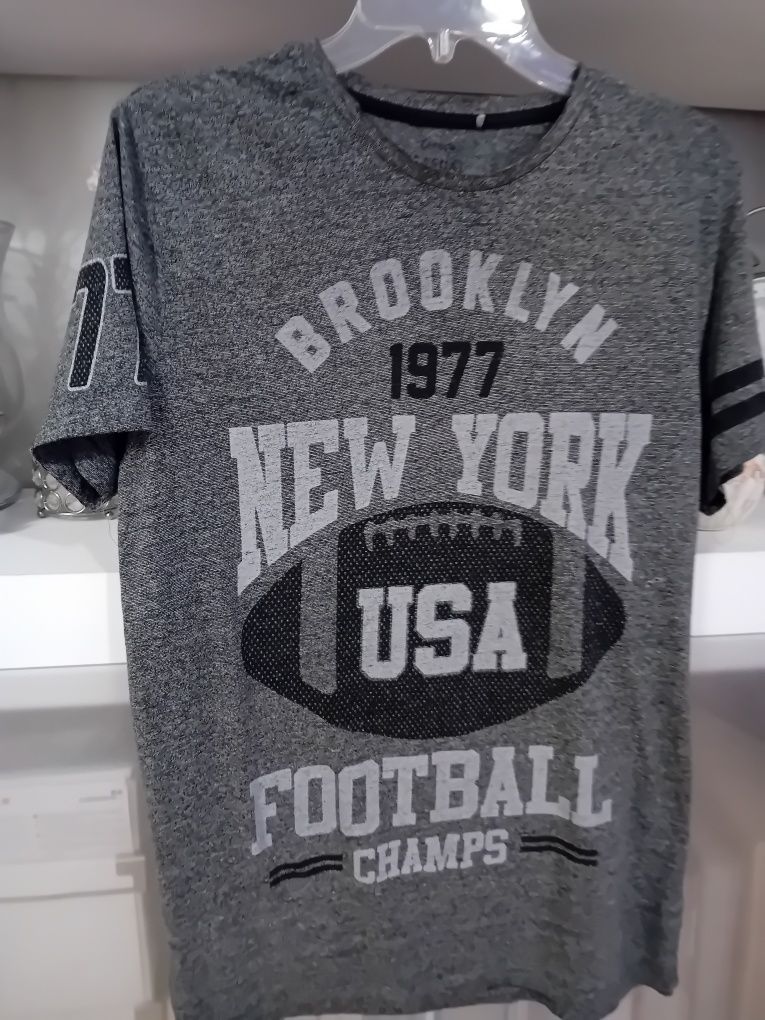 BROOKLYN
1977
NEW YORK
USA
FOOTBALL
CHAMPS